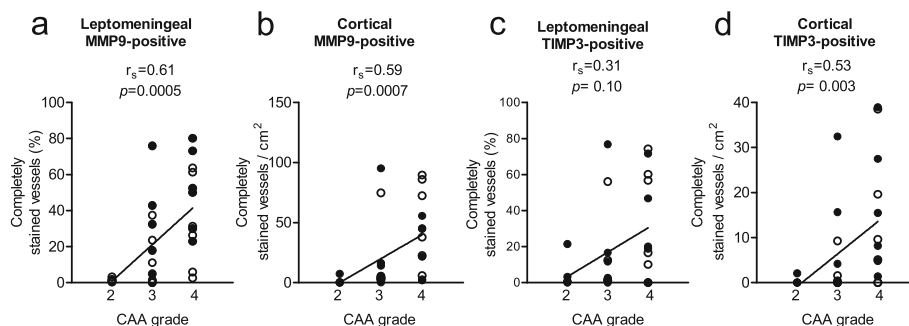 a
Leptomeningeal
MMP9-positive
rs=0.61
p=0.0005
100
80
60
40
20
0
2
3
4
Completely
stained vessels (%)
CAA grade
b
Cortical
MMP9-positive
rs=0.59
p=0.0007
150
100
50
0
2
3
4
Completely
stained vessels / cm²
CAA grade
c
Leptomeningeal
TIMP3-positive
rs=0.31
p= 0.10
100
80
60
40
20
0
2
3
4
Completely
stained vessels (%)
CAA grade
d
Cortical
TIMP3-positive
rs=0.53
p= 0.003
40
30
20
10
0
2
3
4
Completely
stained vessels / cm²
CAA grade